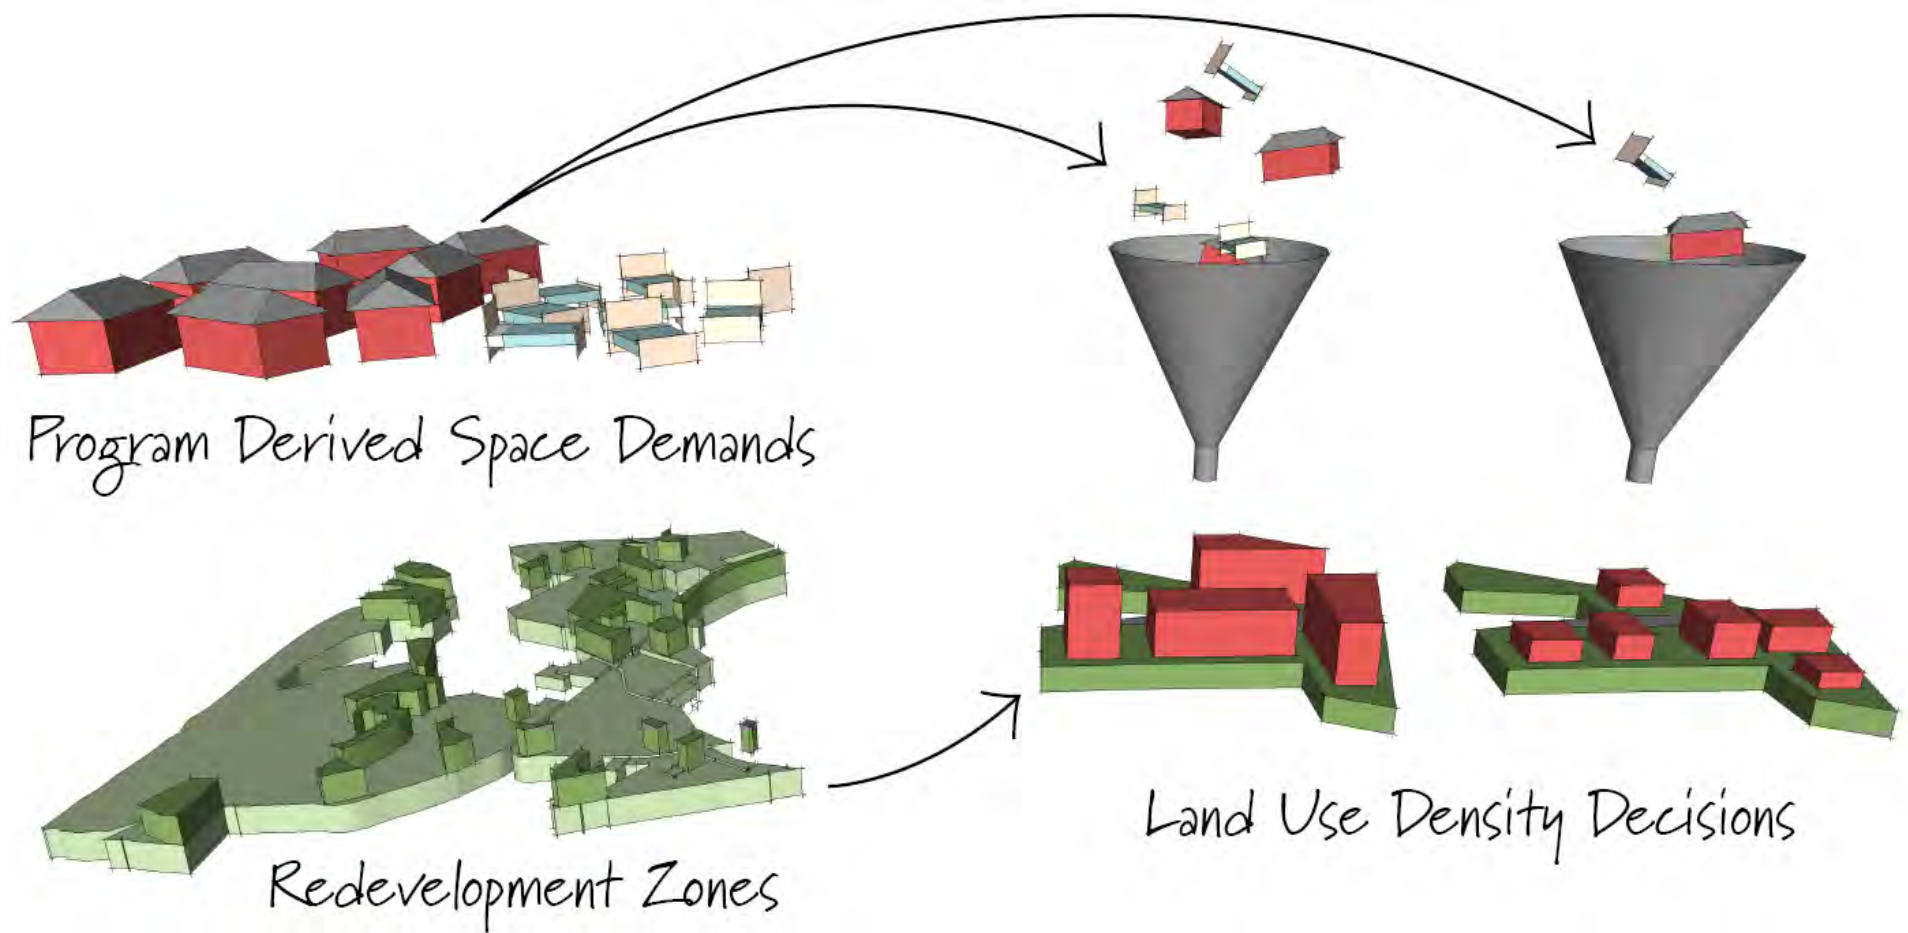 Program Derived Space Demands
Redevelopment Zones
Land Use Density Decisions